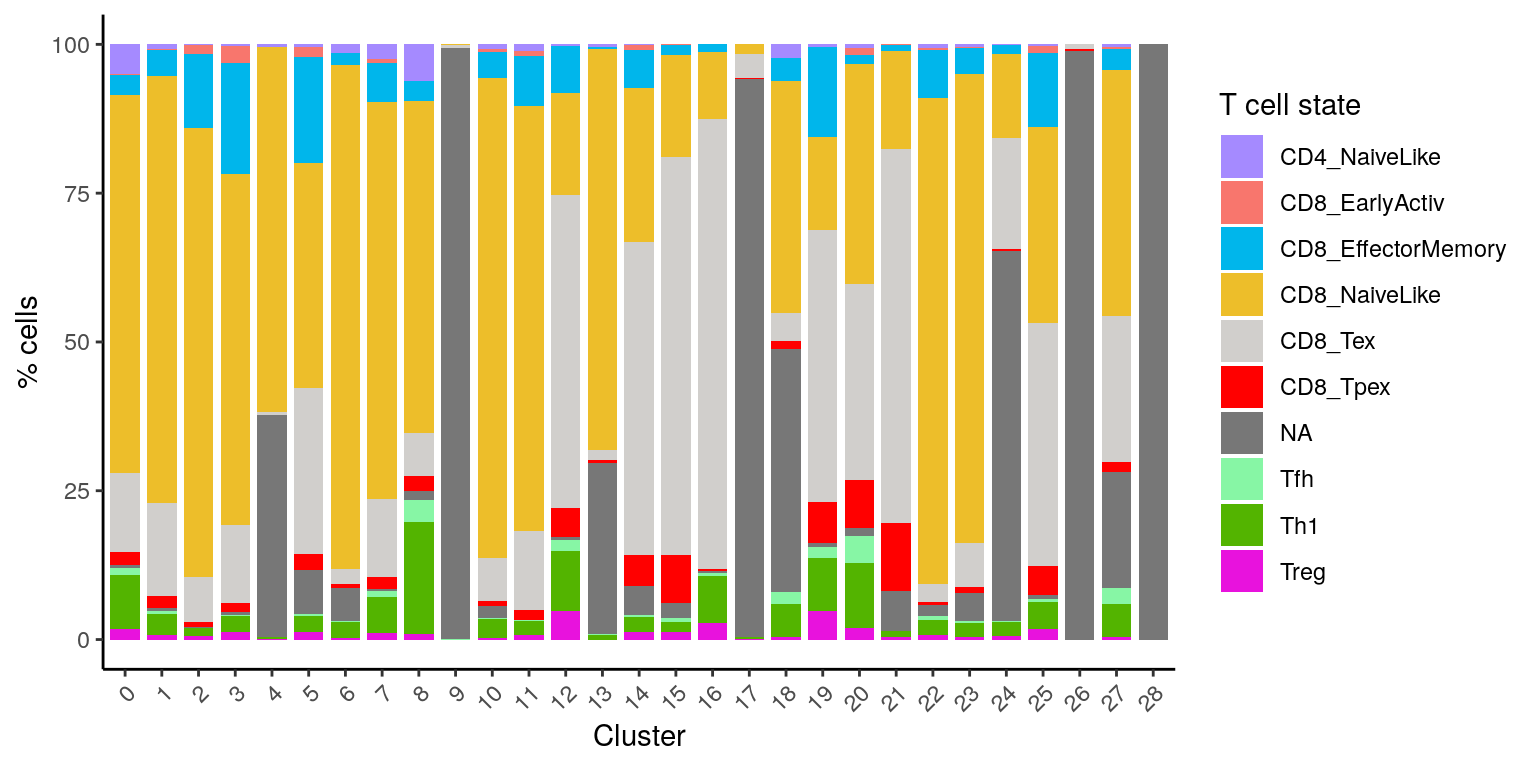 100
75
50
25
0
% cells
0 1 2 3 4 5 6 7 8 9 10 11 12 13 14 15 16 17 18 19 20 21 22 23 24 25 26 27 28
Cluster
T cell state
CD4_NaiveLike
CD8_EarlyActiv
CD8_EffectorMemory
CD8_NaiveLike
CD8_Tex
CD8_Tpex
NA
Tfh
Th1
Treg